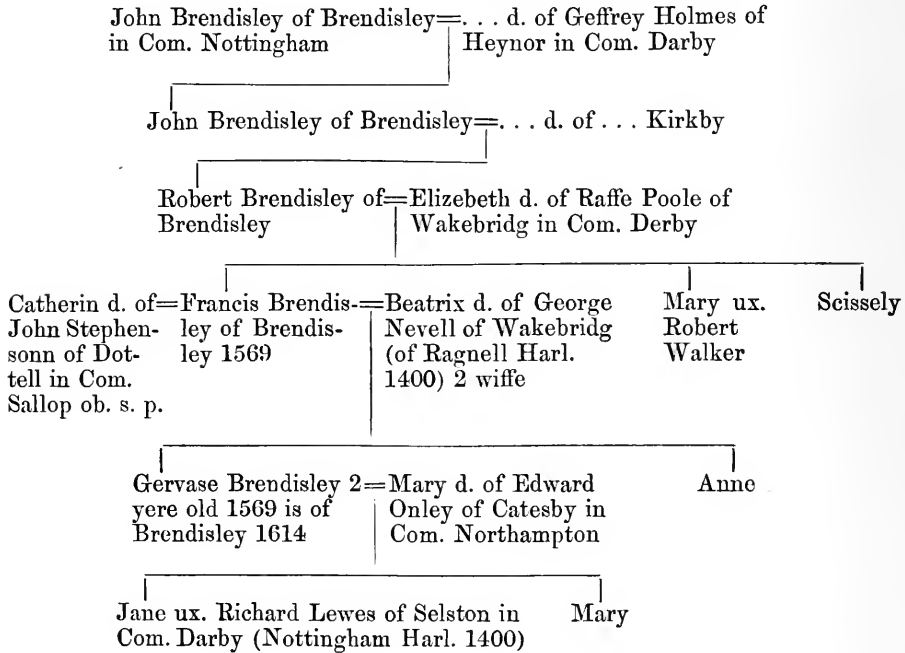 John Brendisley of Brendisley=. . . d. of Geffrey Holmes of
in Com. Nottingham Heynor in Com. Darby
John Brendisley of Brendisley=. . . d. of . . . Kirkby
Robert Brendisley of=Elizebeth d. of Raffe Poole of
Brendisley Wakebridg in Com. Derby
Catherin d. of=Francis Brendis-=Beatrix d. of George Mary ux. Scissely
John Stephen- ley of Brendis- Nevell of Wakebridg Robert
sonn of Dot- ley 1569 (of Ragnell Harl. Walker
tell in Com. 1400) 2 wiffe
Sallop ob. s. p.
Gervase Brendisley 2=Mary d. of Edward Anne
yere old 1569 is of Onley of Catesby in
Brendisley 1614 Com. Northampton
Jane ux. Richard Lewes of Selston in Mary
Com. Darby (Nottingham Harl. 1400)